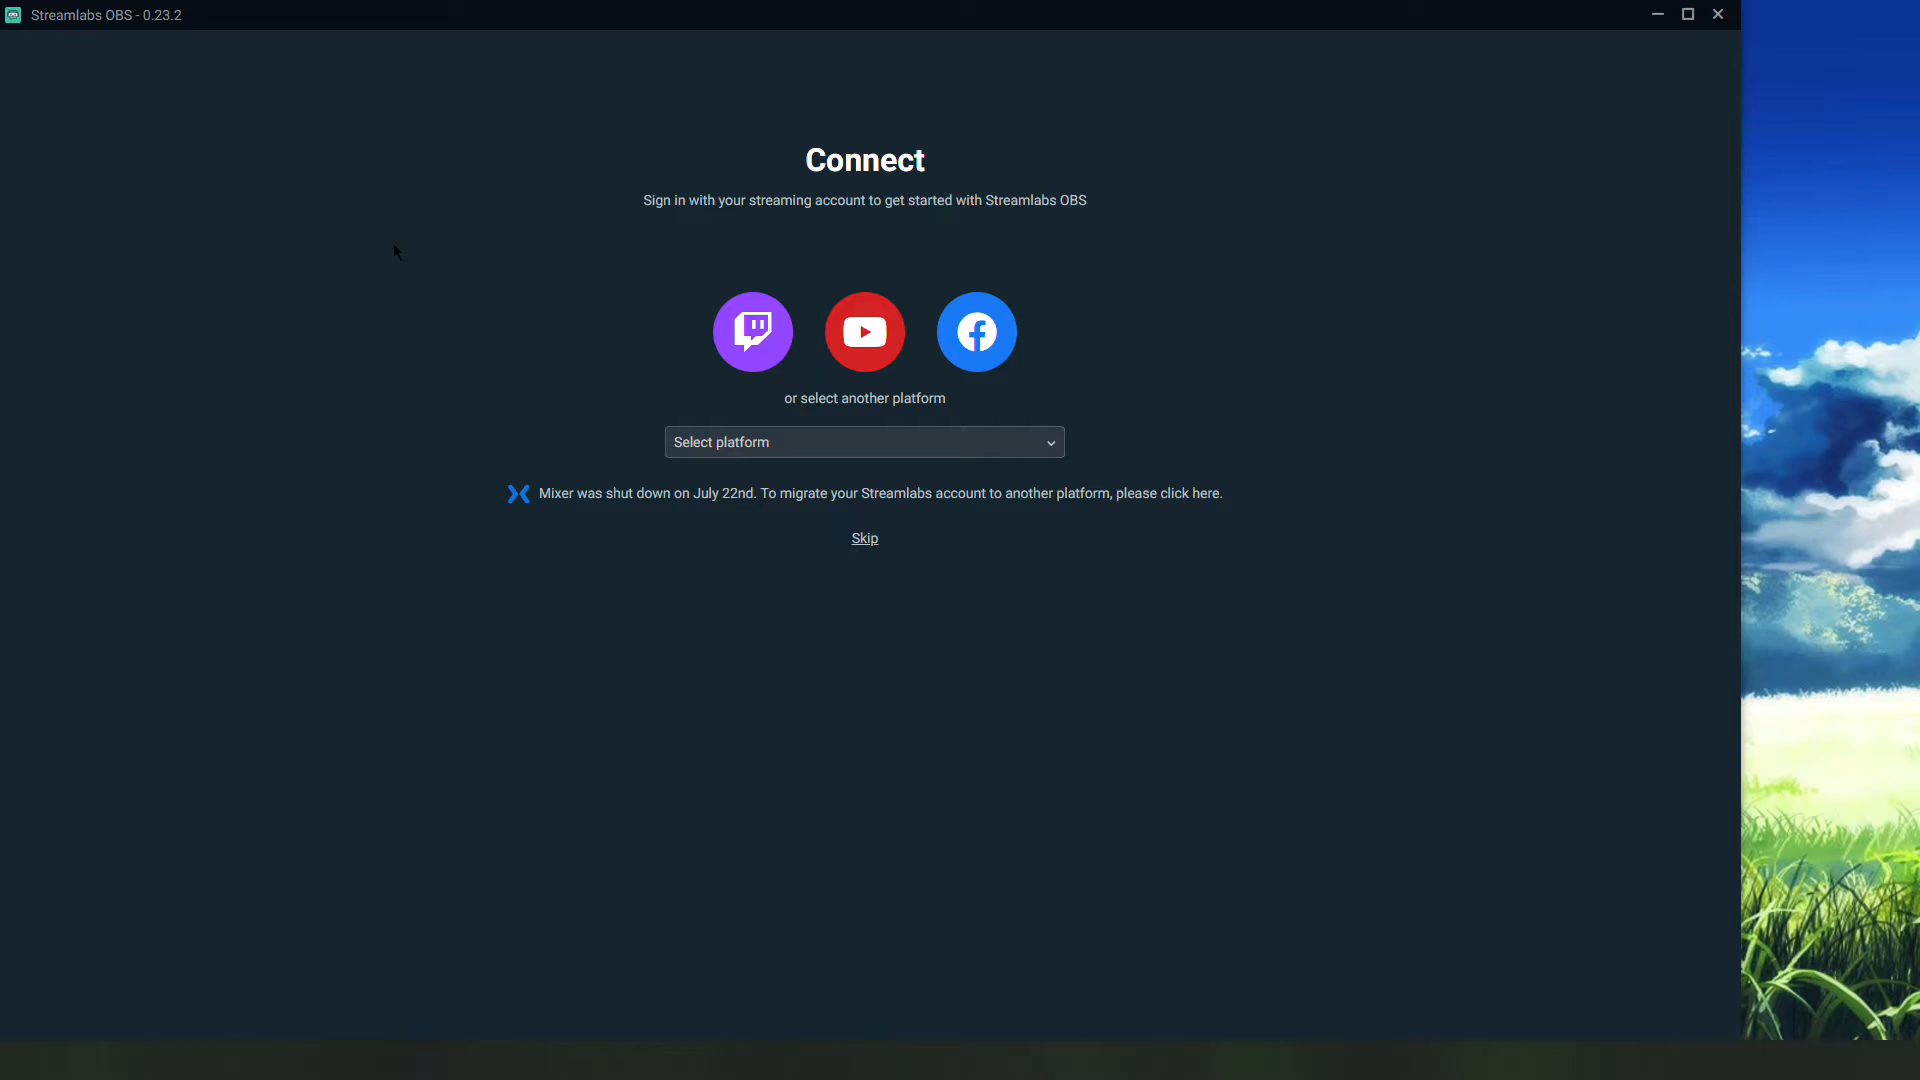 Streamlabs OBS - 0.23.2
Connect
Sign in with your streaming account to get started with Streamlabs OBS
or select another platform
Select platform
Mixer was shut down on July 22nd. To migrate your Streamlabs account to another platform, please click here.
Skip